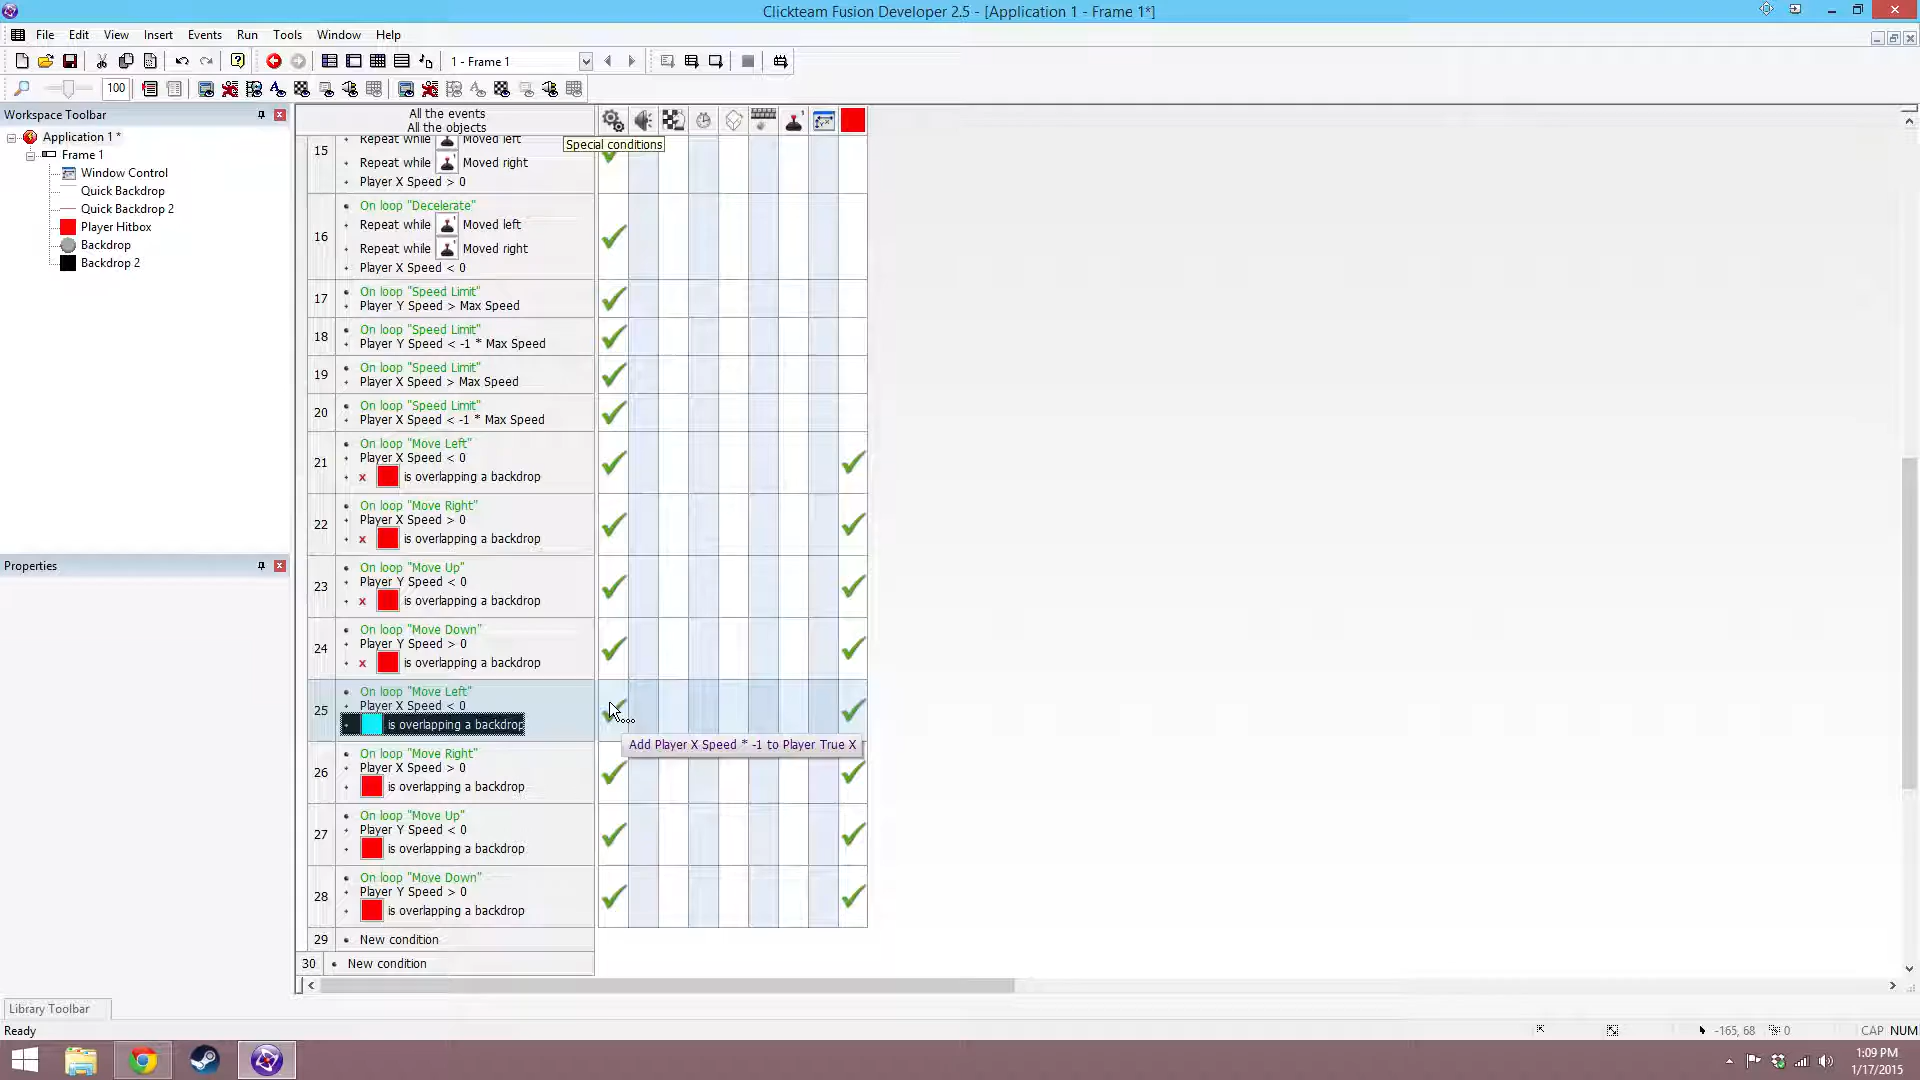 Clickteam Fusion Developer 2.5 - [Application 1 - Frame 1*]
File Edit View Insert Events Run Tools Window Help
1 - Frame 1
100
Workspace Toolbar
Application 1 *
Frame 1
Window Control
Quick Backdrop
Quick Backdrop 2
Player Hitbox
Backdrop
Backdrop 2
Properties
Library Toolbar
Ready
All the events
All the objects
Special conditions
15
Repeat while Moved left
Repeat while Moved right
Player X Speed > 0
16
On loop "Decelerate"
Repeat while Moved left
Repeat while Moved right
Player X Speed < 0
17
On loop "Speed Limit"
Player Y Speed > Max Speed
18
On loop "Speed Limit"
Player Y Speed < -1 * Max Speed
19
On loop "Speed Limit"
Player X Speed > Max Speed
20
On loop "Speed Limit"
Player X Speed < -1 * Max Speed
21
On loop "Move Left"
Player X Speed < 0
X is overlapping a backdrop
22
On loop "Move Right"
Player X Speed > 0
X is overlapping a backdrop
23
On loop "Move Up"
Player Y Speed < 0
X is overlapping a backdrop
24
On loop "Move Down"
Player Y Speed > 0
X is overlapping a backdrop
25
On loop "Move Left"
Player X Speed < 0
is overlapping a backdrop
Add Player X Speed * -1 to Player True X
26
On loop "Move Right"
Player X Speed > 0
is overlapping a backdrop
27
On loop "Move Up"
Player Y Speed < 0
is overlapping a backdrop
28
On loop "Move Down"
Player Y Speed > 0
is overlapping a backdrop
29 New condition
30 New condition
-165, 68
0
CAP NUM
1:09 PM
1/17/2015